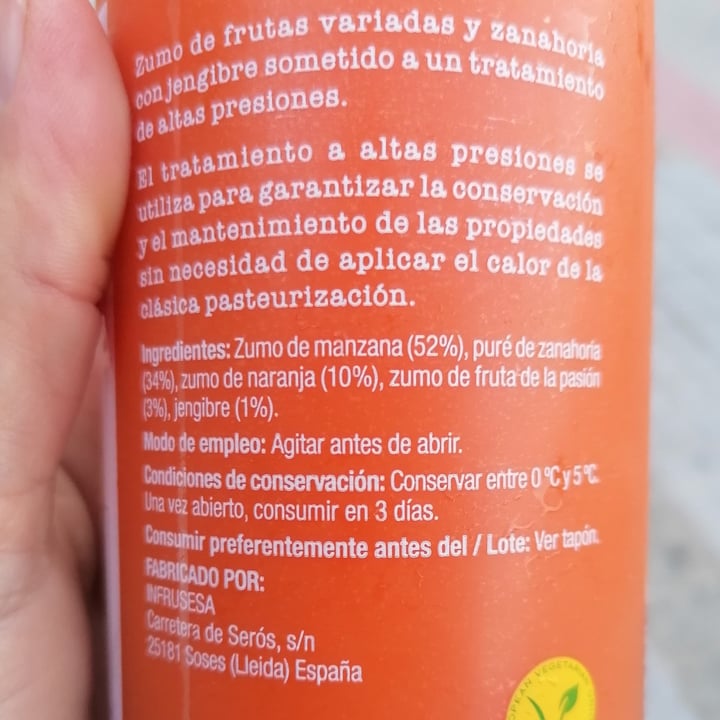 Zumo de frutas variadas y zanahoria
con jengibre sometido a un tratamiento
de altas presiones.
El tratamiento a altas presiones se
utiliza para garantizar la conservación
y el mantenimiento de las propiedades
sin necesidad de aplicar el calor de la
clásica pasteurización.
Ingredientes: Zumo de manzana (52%), puré de zanahoria
(34%), zumo de naranja (10%), zumo de fruta de la pasión
(3%), jengibre (1%).
Modo de empleo: Agitar antes de abrir.
Condiciones de conservación: Conservar entre 0 °C y 5 °C.
Una vez abierto, consumir en 3 días.
Consumir preferentemente antes del / Lote: Ver tapón.
FABRICADO POR:
INFRUSESA
Carretera de Serós, s/n
25181 Soses (Lleida) España
VEGETARIAN